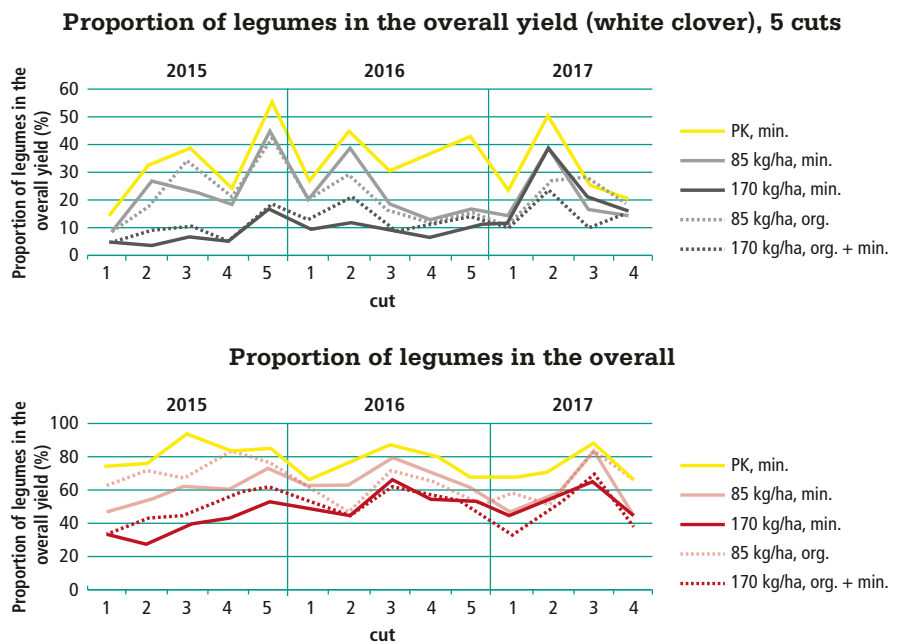 Proportion of legumes in the overall yield (white clover), 5 cuts
2015 2016 2017
Proportion of legumes in the
overall yield (%)
60
50
40
30
20
10
0
1 2 3 4 5 1 2 3 4 5 1 2 3 4
cut
PK, min.
85 kg/ha, min.
170 kg/ha, min.
85 kg/ha, org.
170 kg/ha, org. + min.
Proportion of legumes in the overall
2015 2016 2017
Proportion of legumes in the
overall yield (%)
100
80
60
40
20
0
1 2 3 4 5 1 2 3 4 5 1 2 3 4
cut
PK, min.
85 kg/ha, min.
170 kg/ha, min.
85 kg/ha, org.
170 kg/ha, org. + min.